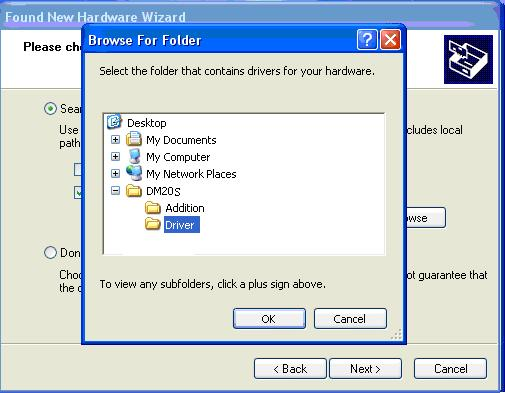 Found New Hardware Wizard
Please ch
Browse For Folder
Select the folder that contains drivers for your hardware.
Sear
Use
cludes local
path
Desktop
My Documents
My Computer
My Network Places
DM20S
Addition
Driver
wse
Don
Choo
ot guarantee that
the d
To view any subfolders, click a plus sign above.
OK
Cancel
< Back
Next >
Cancel